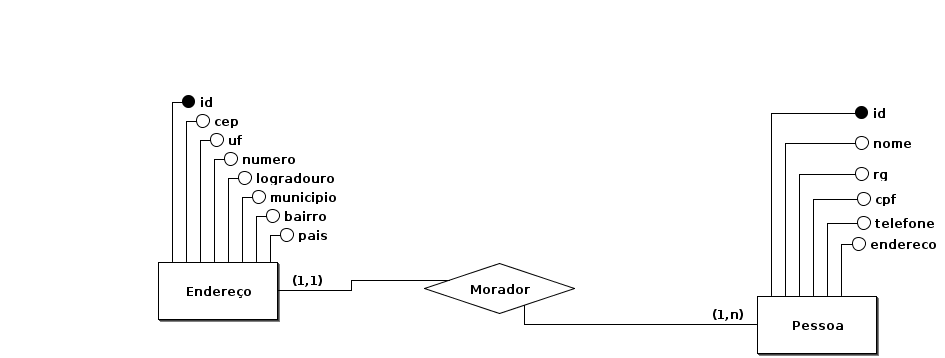 id
cep
uf
numero
logradouro
municipio
bairro
pais
Endereço
(1,1)
Morador
(1,n)
id
nome
rg
cpf
telefone
endereco
Pessoa